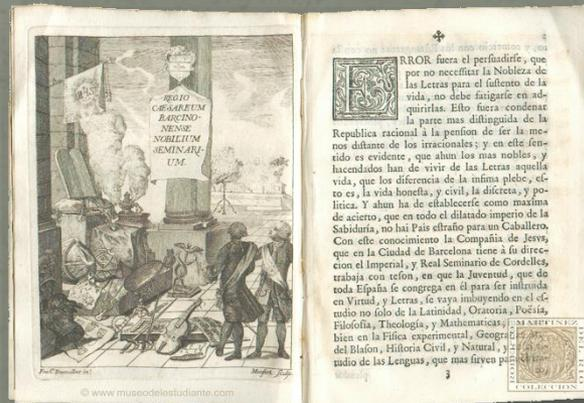 REGIO
CAESAREUM
BARCINO-
NENSE
NOBILIUM
SEMINARI-
UM.
ERROR fuera el persuadirse, que
por no necessitar la Nobleza de
las Letras para el sustento de la
vida, no debe fatigarse en ad-
quirirlas. Esto fuera condenar
la parte mas distinguida de la
Republica racional à la pension de ser la me-
nos distante de los irracionales; y en este sen-
tido es evidente, que ahun los mas nobles, y
hacendados han de vivir de las Letras aquella
vida, que los diferencia de la infima plebe, es-
to es, la vida honesta, y civil, la discreta, y po-
litica. Y ahun ha de establecerse como maxima
de acierto, que en todo el dilatado imperio de la
Sabiduría, no hai Pais estraño para un Caballero.
Con este conocimiento la Compañia de Jesvs,
que en la Ciudad de Barcelona tiene à su direc-
cion el Imperial, y Real Seminario de Cordelles,
trabaja con teson, en que la Juventud, que de
toda España se congrega en él para ser instruida
en Virtud, y Letras, se vaya imbuyendo en el es-
tudio no solo de la Latinidad, Oratoria, Poësia,
Filosofia, Theologia, y Mathematicas,
bien en la Fisica experimental, Geogra
del Blason, Historia Civil, y Natural, y
tudio de las Lenguas, que mas sirven pa
3
MARTINEZ
COLECCION
© www.museodelestudiante.com